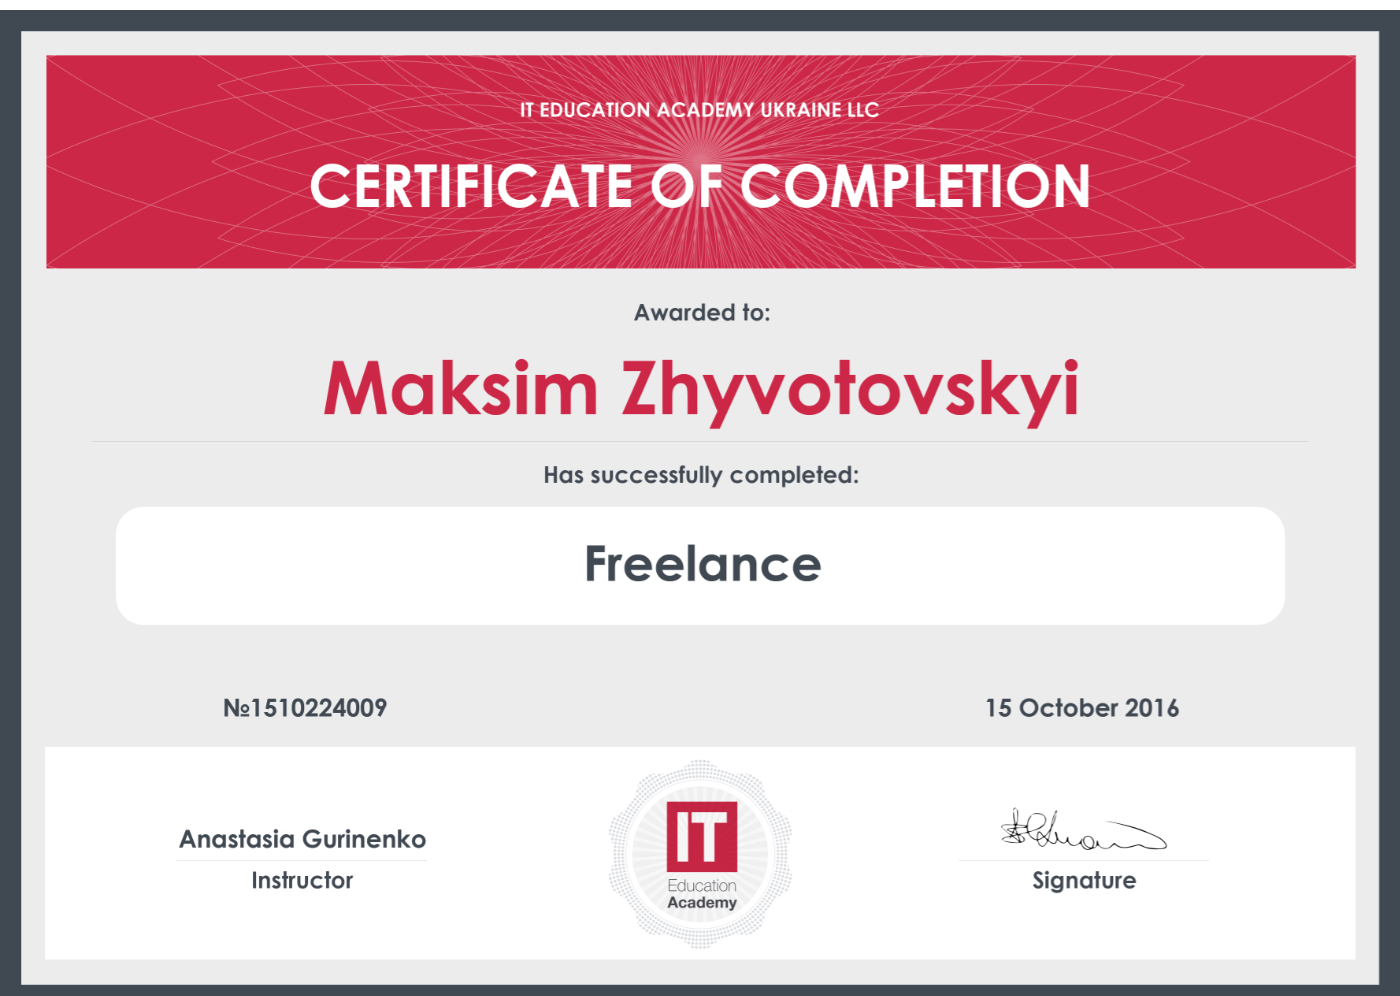 IT EDUCATION ACADEMY UKRAINE LLC
CERTIFICATE OF COMPLETION
Awarded to:
Maksim Zhyvotovskyi
Has successfully completed:
Freelance
№1510224009
15 October 2016
Anastasia Gurinenko
Instructor
IT
Education
Academy
Signature